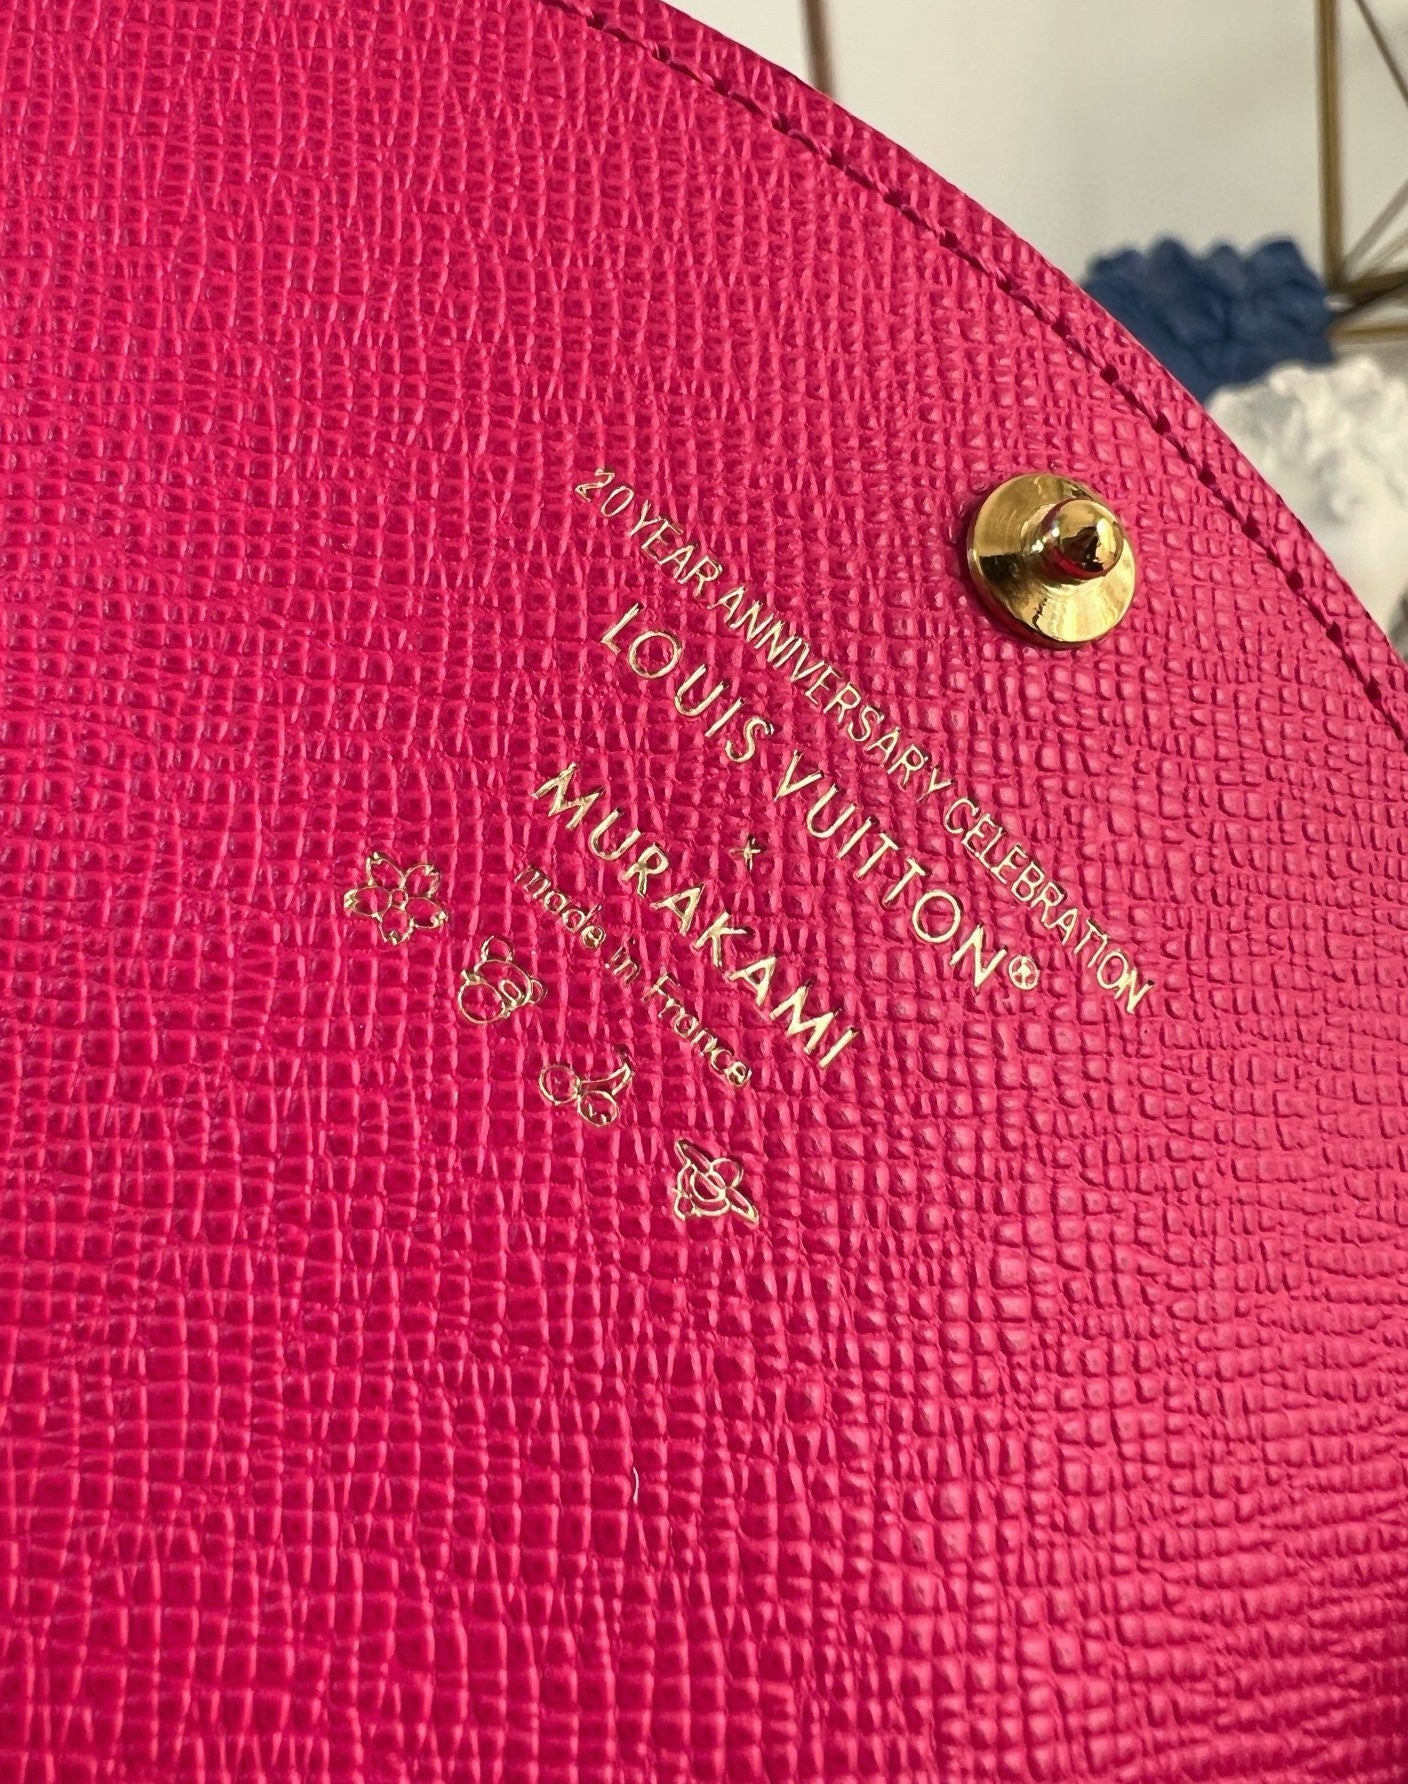 20 YEAR ANNIVERSARY CELEBRATION
LOUIS VUITTON®
×
MURAKAMI
made in France